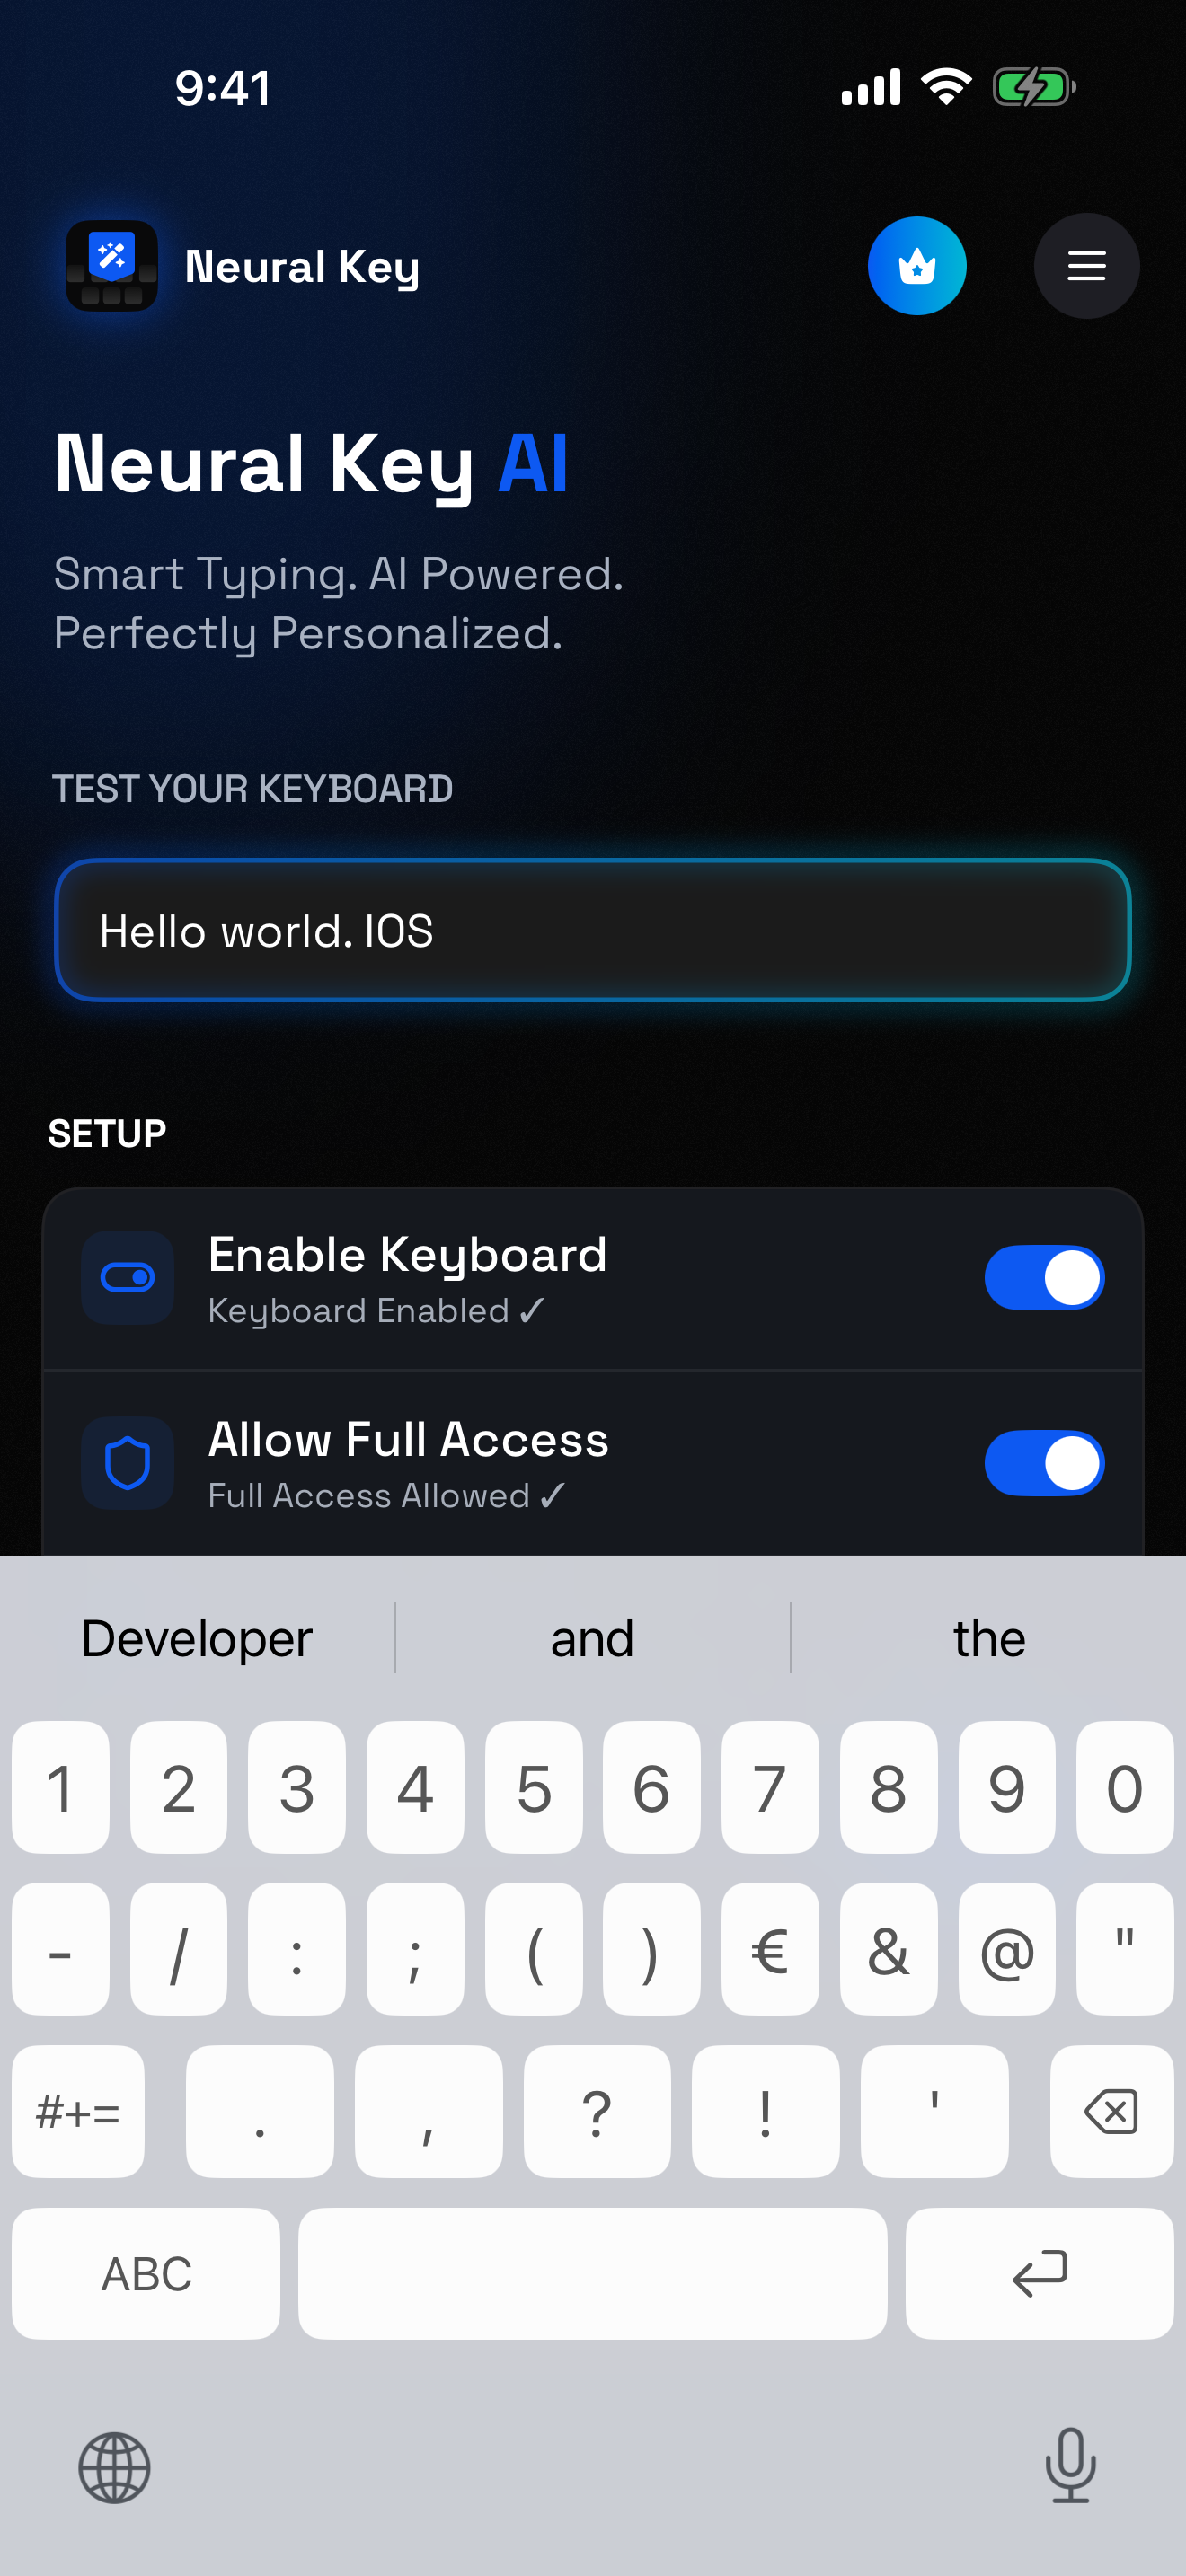 9:41
Neural Key
Neural Key AI
Smart Typing. AI Powered.
Perfectly Personalized.
TEST YOUR KEYBOARD
Hello world. IOS
SETUP
Enable Keyboard
Keyboard Enabled ✓
Allow Full Access
Full Access Allowed ✓
Developer and the
1 2 3 4 5 6 7 8 9 0
- / : ; ( ) € & @ "
#+= . , ? ! '
ABC